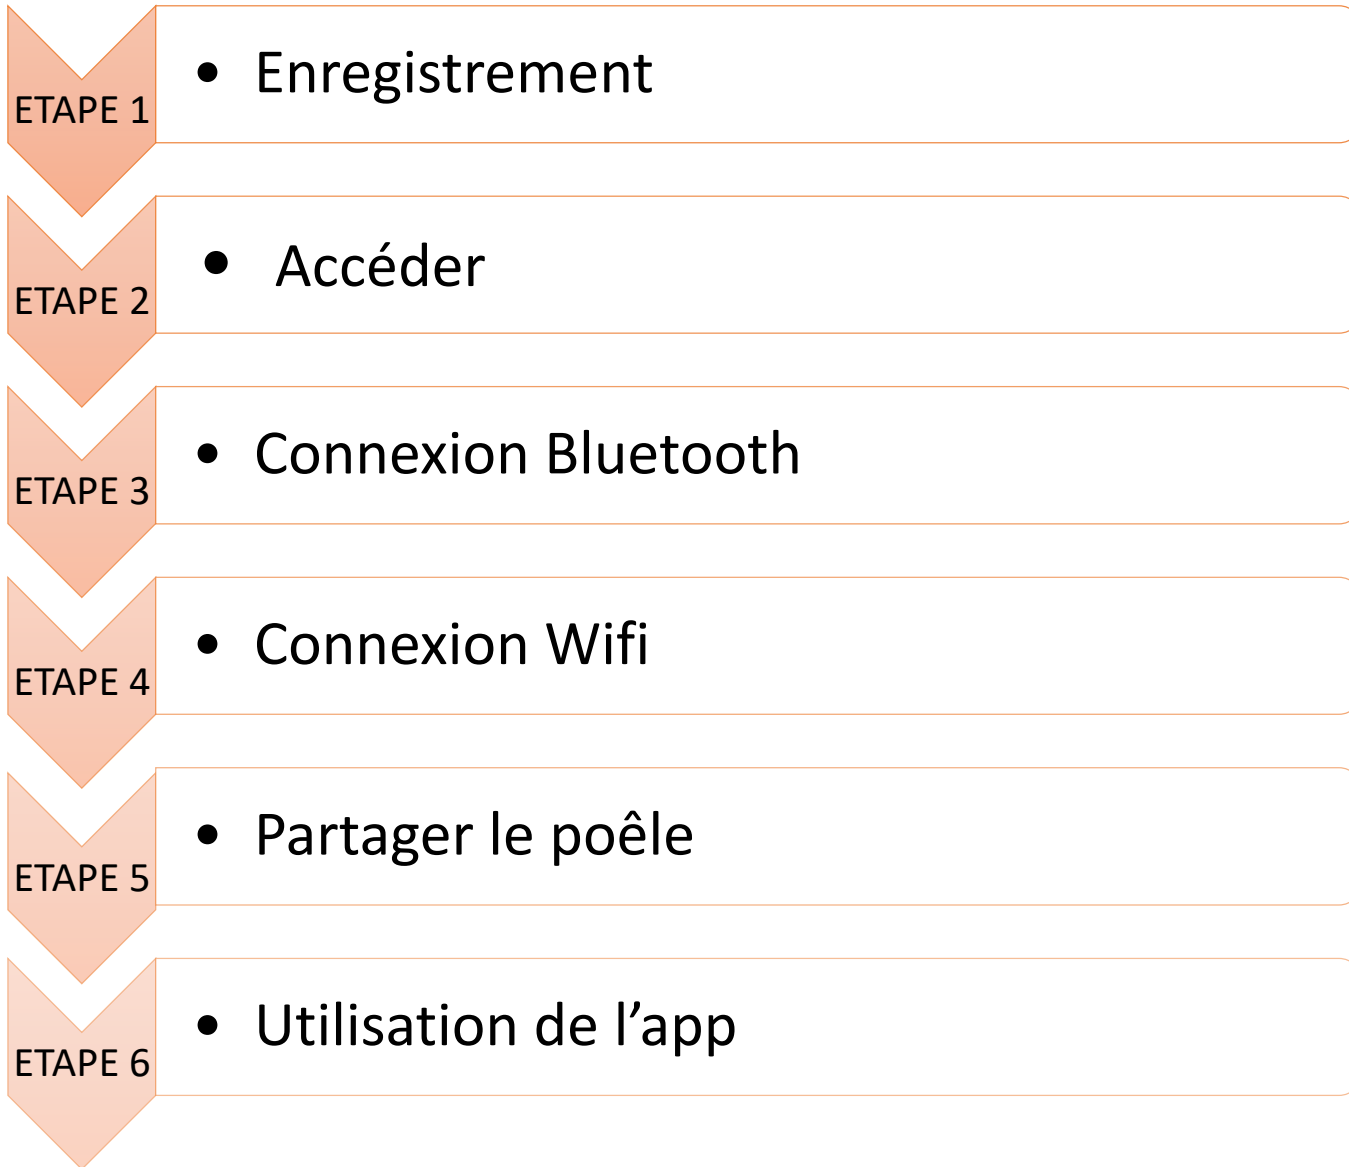 ETAPE 1
• Enregistrement
ETAPE 2
• Accéder
ETAPE 3
• Connexion Bluetooth
ETAPE 4
• Connexion Wifi
ETAPE 5
• Partager le poêle
ETAPE 6
• Utilisation de l’app